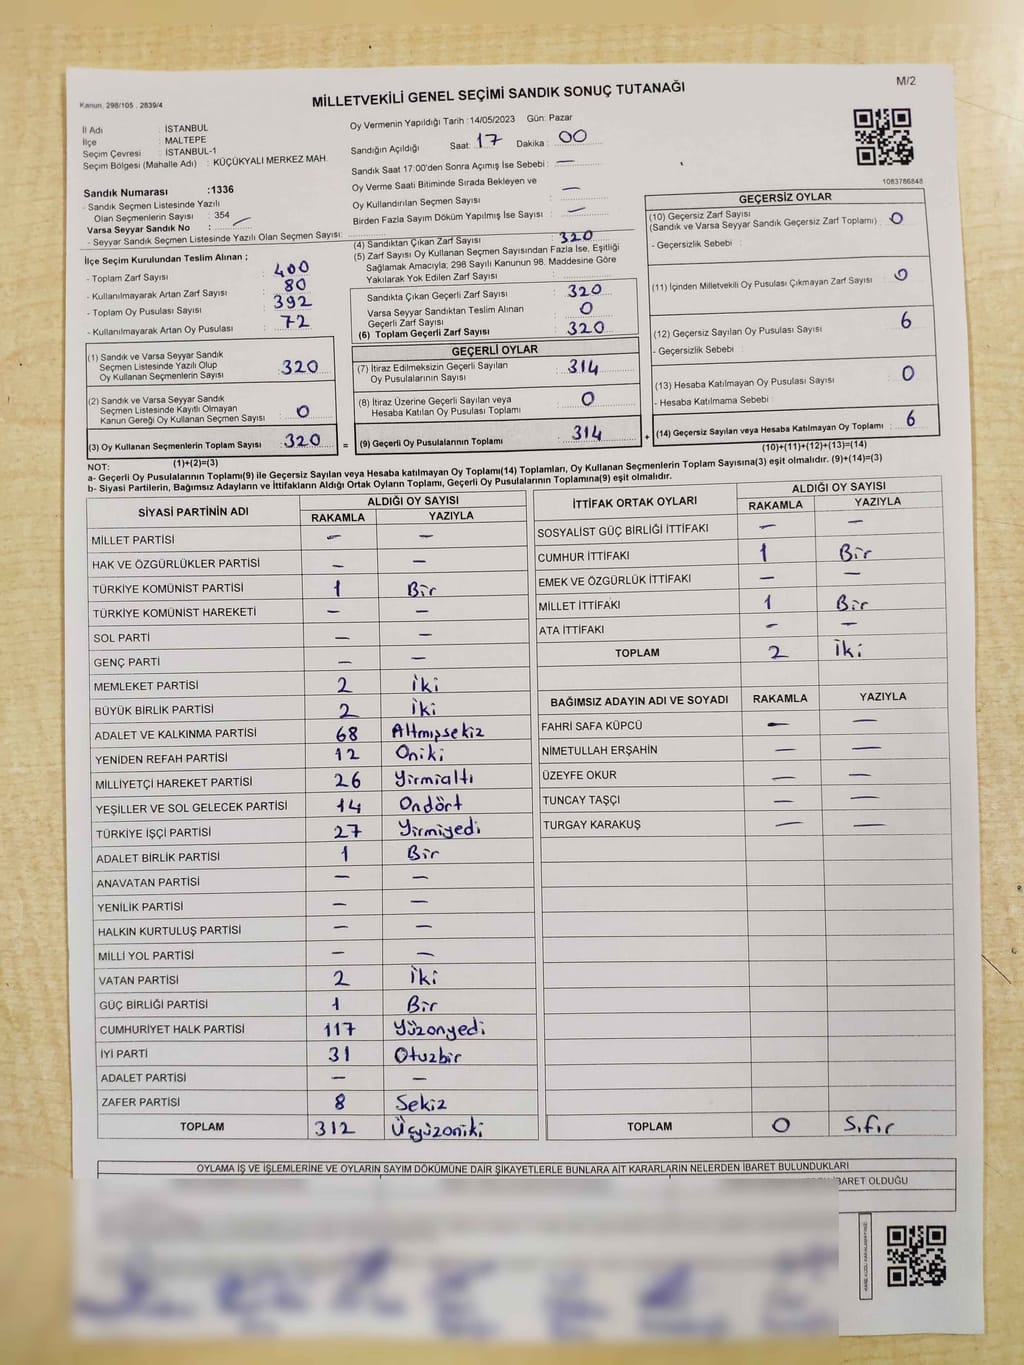 M/2
Kanun. 298/105 . 2839/4
MİLLETVEKİLİ GENEL SEÇİMİ SANDIK SONUÇ TUTANAĞI
İl Adı : İSTANBUL
İlçe : MALTEPE
Seçim Çevresi : İSTANBUL-1
Seçim Bölgesi (Mahalle Adı) : KÜÇÜKYALI MERKEZ MAH.
Oy Vermenin Yapıldığı Tarih :14/05/2023 Gün: Pazar
Sandığın Açıldığı Saat: 17 Dakika : 00
Sandık Saat 17:00'den Sonra Açımış İse Sebebi : —
Oy Verme Saati Bitiminde Sırada Bekleyen ve
Oy Kullandırılan Seçmen Sayısı : —
Birden Fazla Sayım Döküm Yapılmış İse Sayısı : —
1083786848
Sandık Numarası :1336
- Sandık Seçmen Listesinde Yazılı
Olan Seçmenlerin Sayısı : 354
Varsa Seyyar Sandık No : —
- Seyyar Sandık Seçmen Listesinde Yazılı Olan Seçmen Sayısı:
İlçe Seçim Kurulundan Teslim Alınan ;
- Toplam Zarf Sayısı : 400
- Kullanılmayarak Artan Zarf Sayısı : 80
- Toplam Oy Pusulası Sayısı : 392
- Kullanılmayarak Artan Oy Pusulası : 72
(1) Sandık ve Varsa Seyyar Sandık
Seçmen Listesinde Yazılı Olup
Oy Kullanan Seçmenlerin Sayısı : 320
(2) Sandık ve Varsa Seyyar Sandık
Seçmen Listesinde Kayıtlı Olmayan
Kanun Gereği Oy Kullanan Seçmen Sayısı : 0
(3) Oy Kullanan Seçmenlerin Toplam Sayısı : 320
(1)+(2)=(3)
(4) Sandıktan Çıkan Zarf Sayısı : 320
(5) Zarf Sayısı Oy Kullanan Seçmen Sayısından Fazla İse, Eşitliği
Sağlamak Amacıyla; 298 Sayılı Kanunun 98. Maddesine Göre
Yakılarak Yok Edilen Zarf Sayısı :
Sandıkta Çıkan Geçerli Zarf Sayısı : 320
Varsa Seyyar Sandıktan Teslim Alınan
Geçerli Zarf Sayısı : 0
(6) Toplam Geçerli Zarf Sayısı : 320
GEÇERLİ OYLAR
(7) İtiraz Edilmeksizin Geçerli Sayılan
Oy Pusulalarının Sayısı : 314
(8) İtiraz Üzerine Geçerli Sayılan veya
Hesaba Katılan Oy Pusulası Toplamı : 0
= (9) Geçerli Oy Pusulalarının Toplamı : 314 +
GEÇERSİZ OYLAR
(10) Geçersiz Zarf Sayısı
(Sandık ve Varsa Seyyar Sandık Geçersiz Zarf Toplamı) : 0
- Geçersizlik Sebebi :
(11) İçinden Milletvekili Oy Pusulası Çıkmayan Zarf Sayısı : 0
(12) Geçersiz Sayılan Oy Pusulası Sayısı : 6
- Geçersizlik Sebebi :
(13) Hesaba Katılmayan Oy Pusulası Sayısı : 0
- Hesaba Katılmama Sebebi :
(14) Geçersiz Sayılan veya Hesaba Katılmayan Oy Toplamı : 6
(10)+(11)+(12)+(13)=(14)
NOT:
a- Geçerli Oy Pusulalarının Toplamı(9) ile Geçersiz Sayılan veya Hesaba katılmayan Oy Toplamı(14) Toplamları, Oy Kullanan Seçmenlerin Toplam Sayısına(3) eşit olmalıdır. (9)+(14)=(3)
b- Siyasi Partilerin, Bağımsız Adayların ve İttifakların Aldığı Ortak Oyların Toplamı, Geçerli Oy Pusulalarının Toplamına(9) eşit olmalıdır.
SİYASİ PARTİNİN ADI ALDIĞI OY SAYISI
RAKAMLA YAZIYLA
MİLLET PARTİSİ — —
HAK VE ÖZGÜRLÜKLER PARTİSİ — —
TÜRKİYE KOMÜNİST PARTİSİ 1 Bir
TÜRKİYE KOMÜNİST HAREKETİ — —
SOL PARTİ — —
GENÇ PARTİ — —
MEMLEKET PARTİSİ 2 İki
BÜYÜK BİRLİK PARTİSİ 2 İki
ADALET VE KALKINMA PARTİSİ 68 Altmışsekiz
YENİDEN REFAH PARTİSİ 12 Oniki
MİLLİYETÇİ HAREKET PARTİSİ 26 Yirmialtı
YEŞİLLER VE SOL GELECEK PARTİSİ 14 Ondört
TÜRKİYE İŞÇİ PARTİSİ 27 Yirmiyedi
ADALET BİRLİK PARTİSİ 1 Bir
ANAVATAN PARTİSİ — —
YENİLİK PARTİSİ — —
HALKIN KURTULUŞ PARTİSİ — —
MİLLİ YOL PARTİSİ — —
VATAN PARTİSİ 2 İki
GÜÇ BİRLİĞİ PARTİSİ 1 Bir
CUMHURİYET HALK PARTİSİ 117 Yüzonyedi
İYİ PARTİ 31 Otuzbir
ADALET PARTİSİ — —
ZAFER PARTİSİ 8 Sekiz
TOPLAM 312 Üçyüzoniki
İTTİFAK ORTAK OYLARI ALDIĞI OY SAYISI
RAKAMLA YAZIYLA
SOSYALİST GÜÇ BİRLİĞİ İTTİFAKI — —
CUMHUR İTTİFAKI 1 Bir
EMEK VE ÖZGÜRLÜK İTTİFAKI — —
MİLLET İTTİFAKI 1 Bir
ATA İTTİFAKI — —
TOPLAM 2 İki
BAĞIMSIZ ADAYIN ADI VE SOYADI RAKAMLA YAZIYLA
FAHRİ SAFA KÜPCÜ — —
NİMETULLAH ERŞAHİN — —
ÜZEYFE OKUR — —
TUNCAY TAŞÇI — —
TURGAY KARAKUŞ — —
TOPLAM 0 Sıfır
OYLAMA İŞ VE İŞLEMLERİNE VE OYLARIN SAYIM DÖKÜMÜNE DAİR ŞİKAYETLERLE BUNLARA AİT KARARLARIN NELERDEN İBARET BULUNDUKLARI
İBARET OLDUĞU